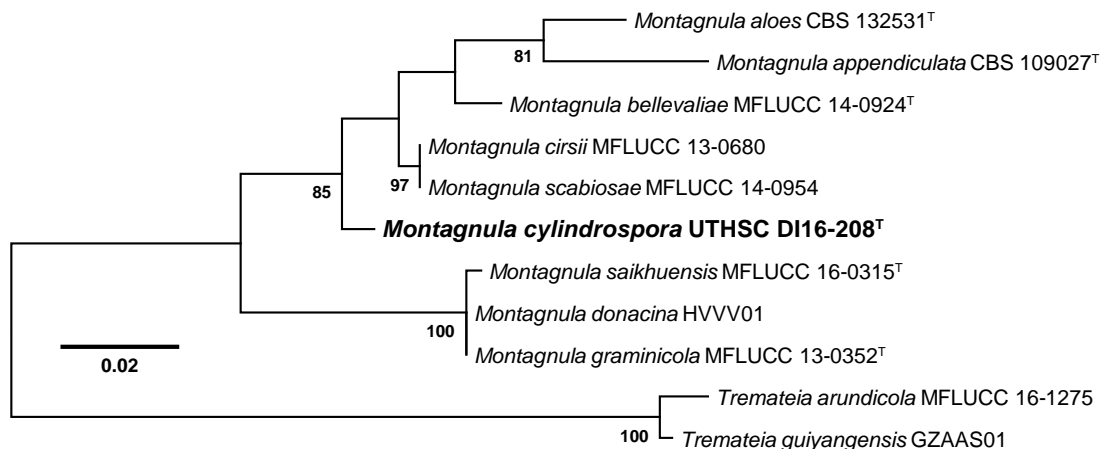 Montagnula aloes CBS 132531ᵀ
81
Montagnula appendiculata CBS 109027ᵀ
Montagnula bellevaliae MFLUCC 14-0924ᵀ
Montagnula cirsii MFLUCC 13-0680
97
Montagnula scabiosae MFLUCC 14-0954
85
Montagnula cylindrospora UTHSC DI16-208ᵀ
Montagnula saikhuensis MFLUCC 16-0315ᵀ
Montagnula donacina HVVV01
100
Montagnula graminicola MFLUCC 13-0352ᵀ
0.02
Tremateia arundicola MFLUCC 16-1275
100
Tremateia guiyangensis GZAAS01